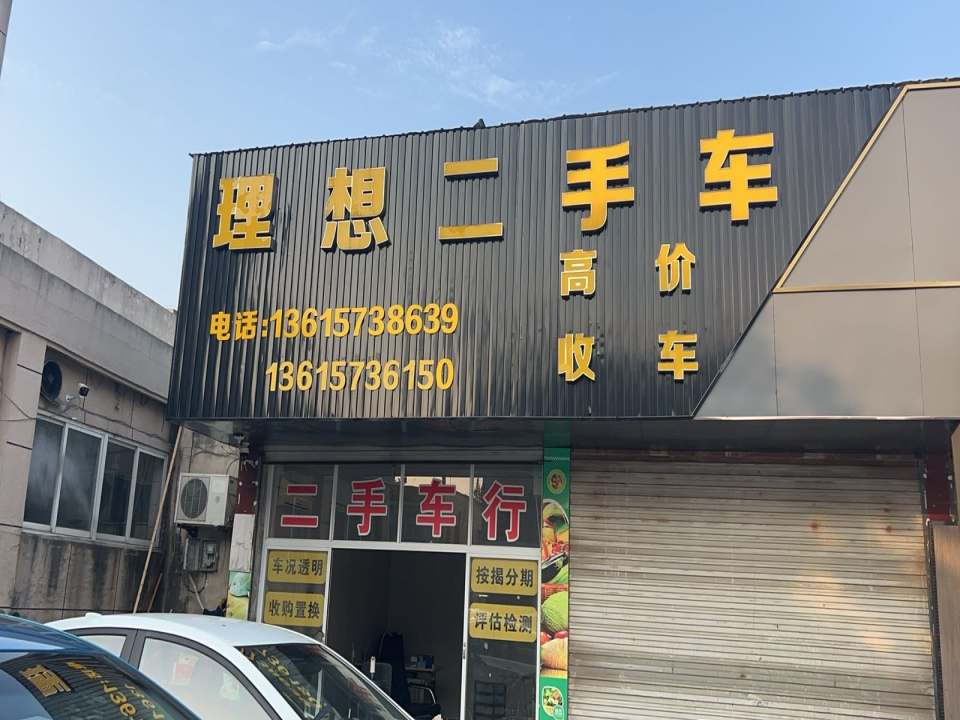 理想二手车
高价
收车
电话:13615738639
13615736150
二手车行
车况透明
收购置换
按揭分期
评估检测